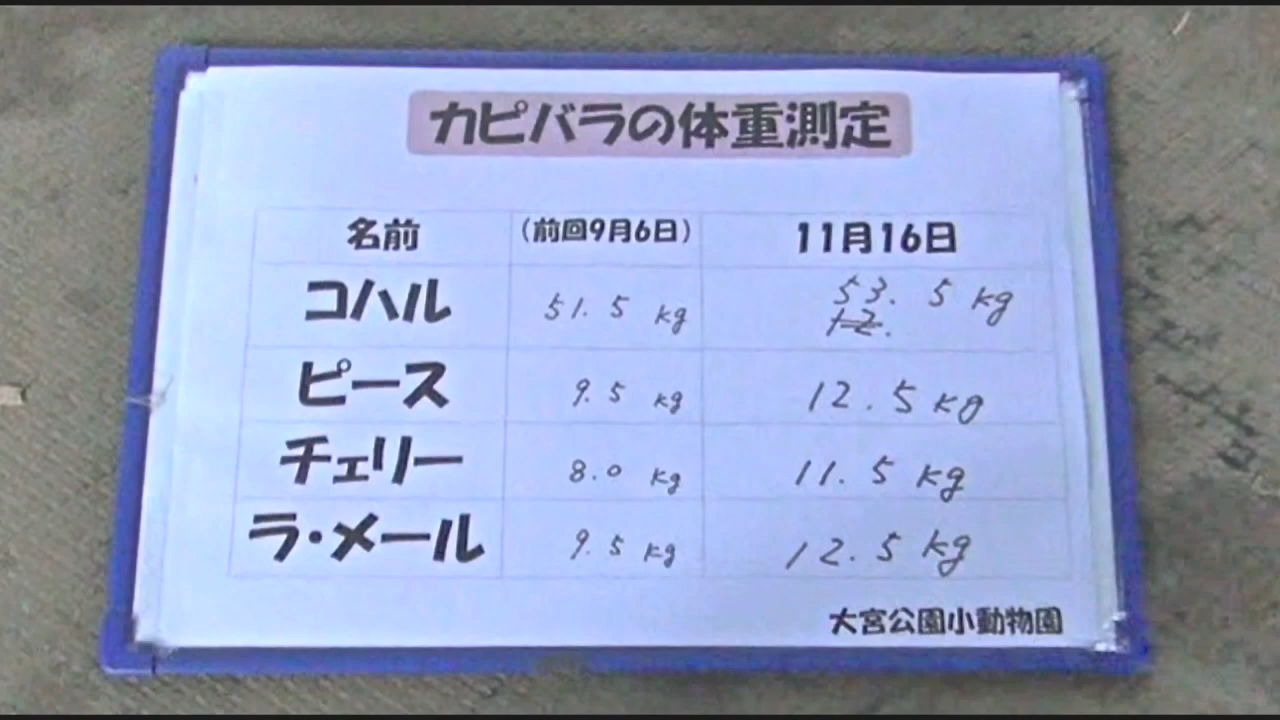 カピバラの体重測定
名前 (前回9月6日) 11月16日
コハル 51.5 kg 53.5 kg
12.
ピース 9.5 kg 12.5 kg
チェリー 8.0 kg 11.5 kg
ラ・メール 9.5 kg 12.5 kg
大宮公園小動物園